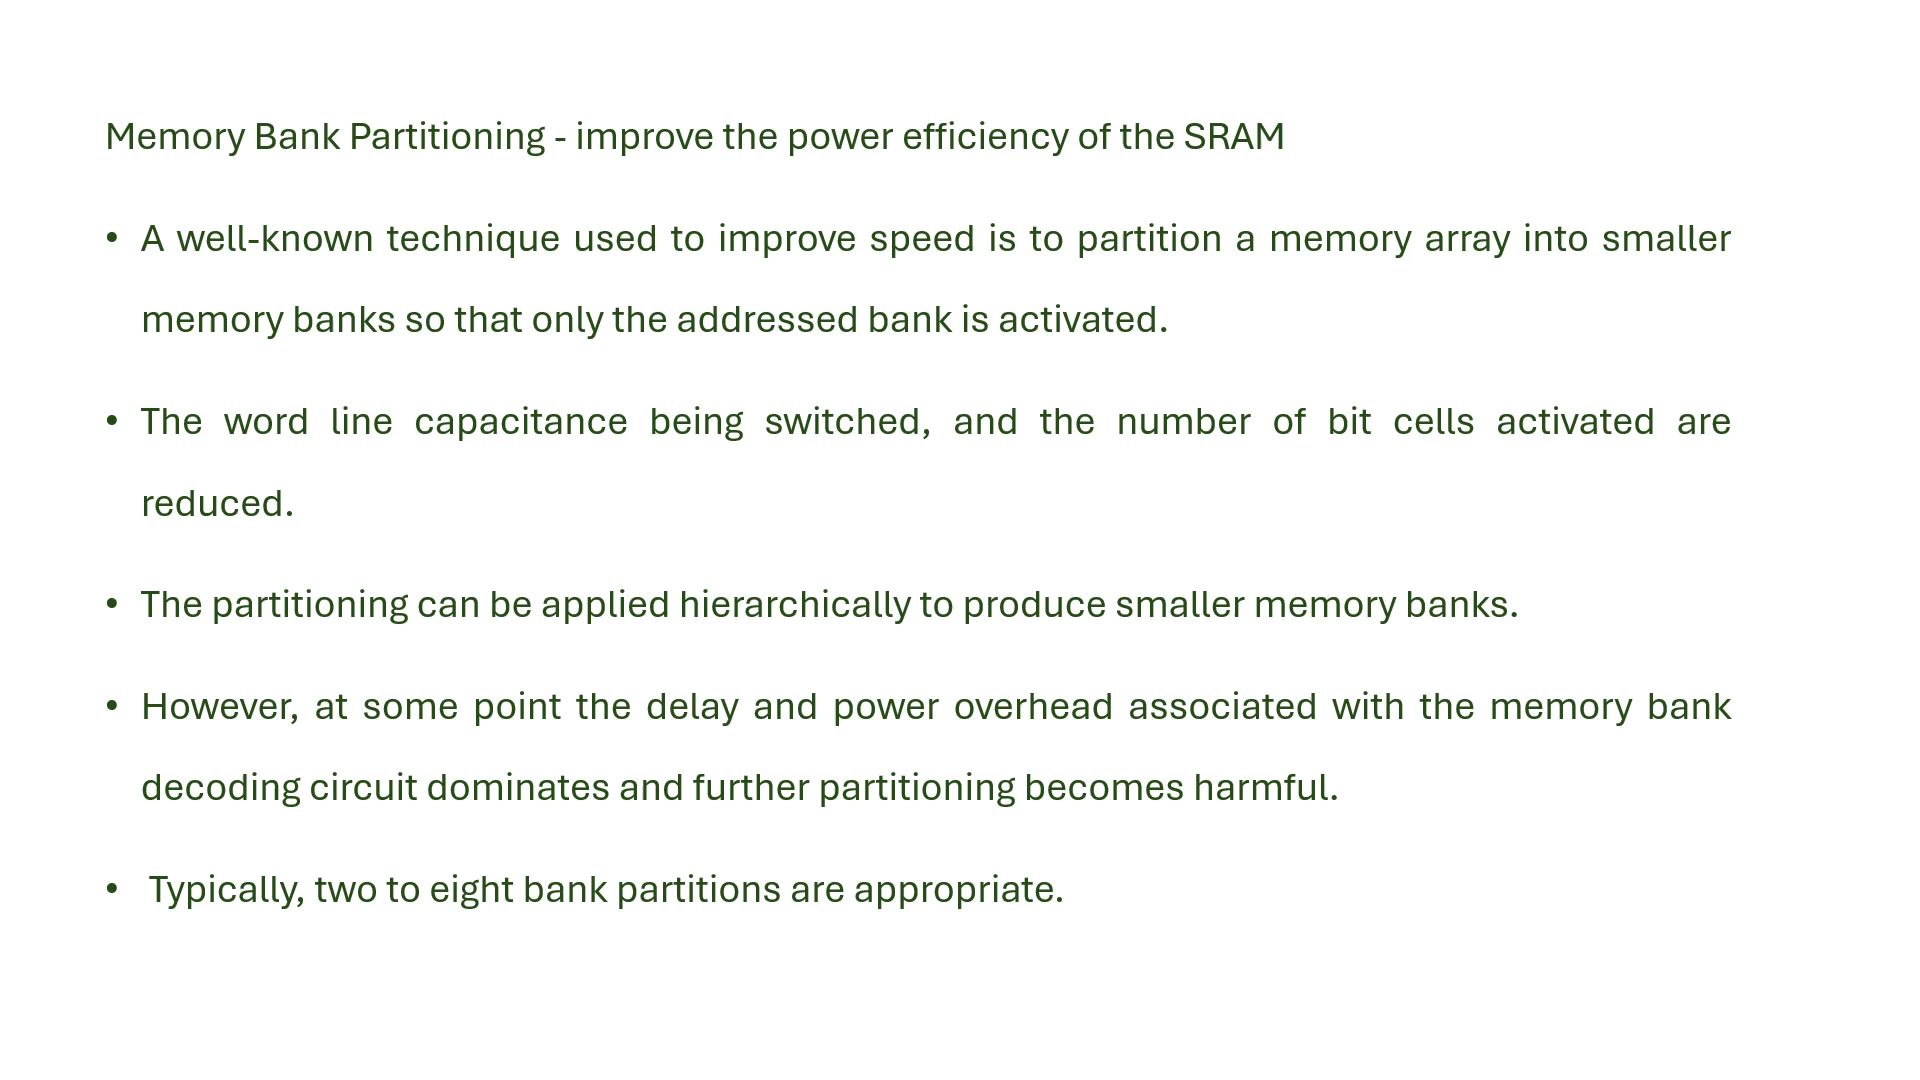 Memory Bank Partitioning - improve the power efficiency of the SRAM
• A well-known technique used to improve speed is to partition a memory array into smaller
memory banks so that only the addressed bank is activated.
• The word line capacitance being switched, and the number of bit cells activated are
reduced.
• The partitioning can be applied hierarchically to produce smaller memory banks.
• However, at some point the delay and power overhead associated with the memory bank
decoding circuit dominates and further partitioning becomes harmful.
• Typically, two to eight bank partitions are appropriate.